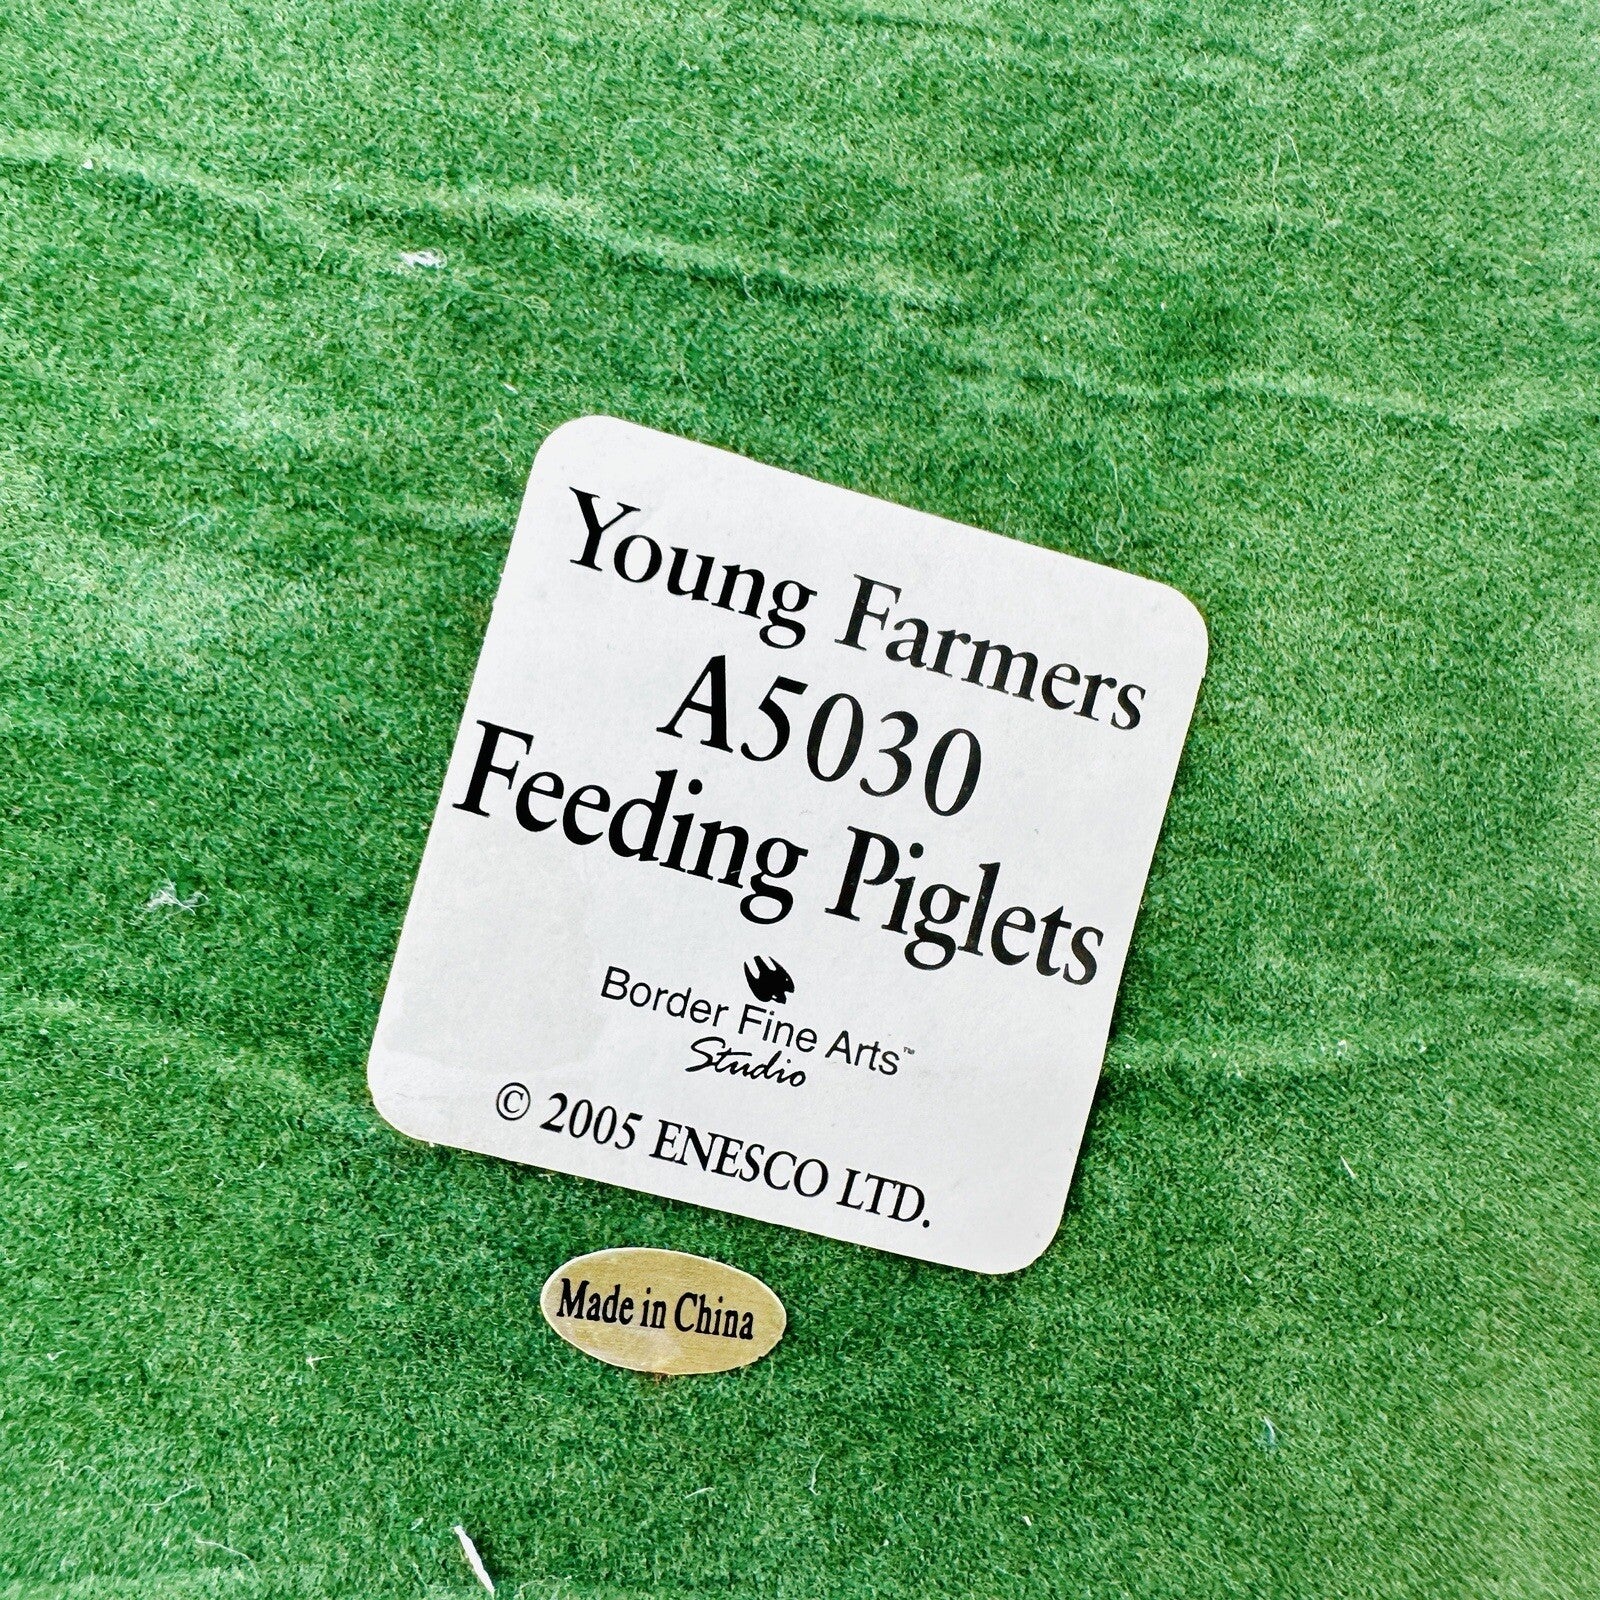 Young Farmers
A5030
Feeding Piglets
Border Fine Arts™
Studio
© 2005 ENESCO LTD.
Made in China